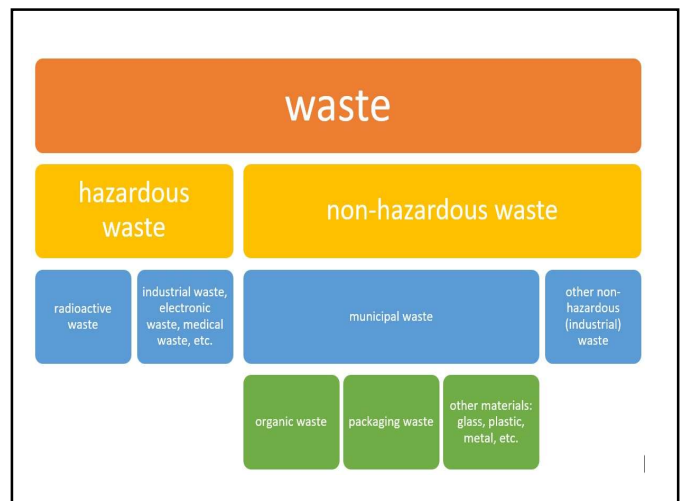 waste
hazardous
waste
non-hazardous waste
radioactive
waste
industrial waste,
electronic
waste, medical
waste, etc.
municipal waste
other non-
hazardous
(industrial)
waste
organic waste
packaging waste
other materials:
glass, plastic,
metal, etc.